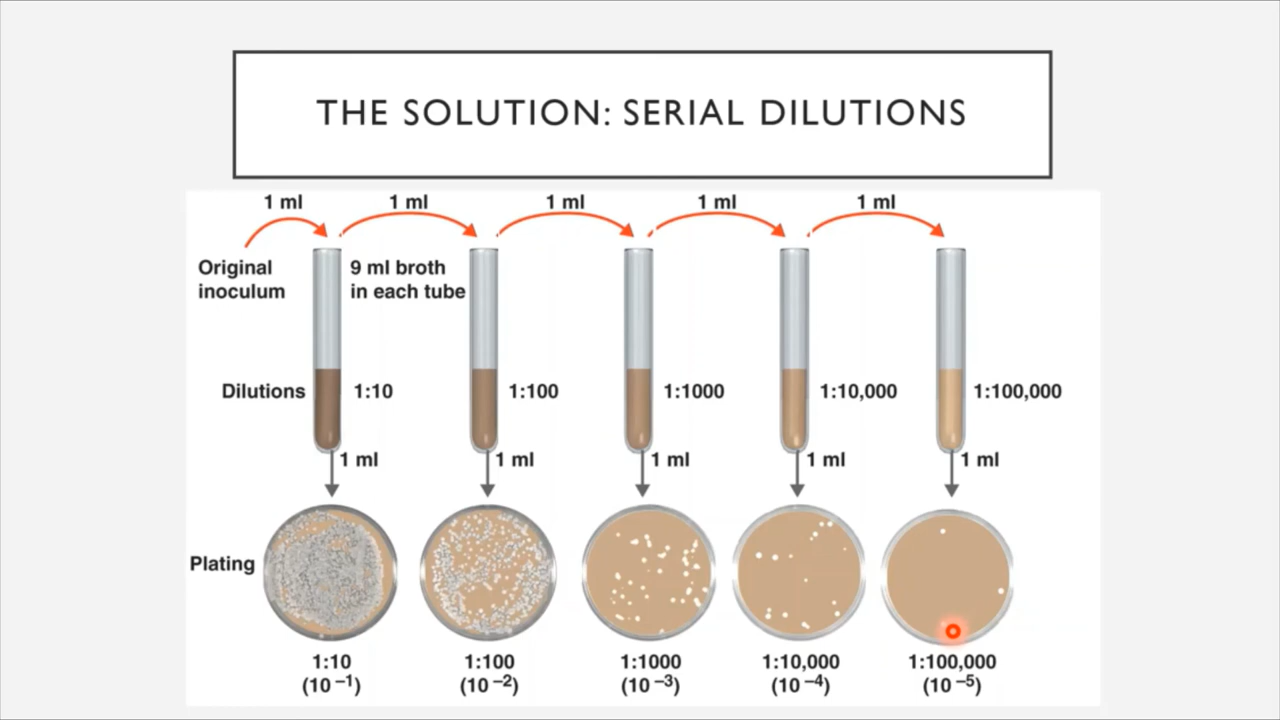 THE SOLUTION: SERIAL DILUTIONS
1 ml 1 ml 1 ml 1 ml 1 ml
Original
inoculum
9 ml broth
in each tube
Dilutions 1:10 1:100 1:1000 1:10,000 1:100,000
1 ml 1 ml 1 ml 1 ml 1 ml
Plating
1:10 1:100 1:1000 1:10,000 1:100,000
(10⁻¹) (10⁻²) (10⁻³) (10⁻⁴) (10⁻⁵)